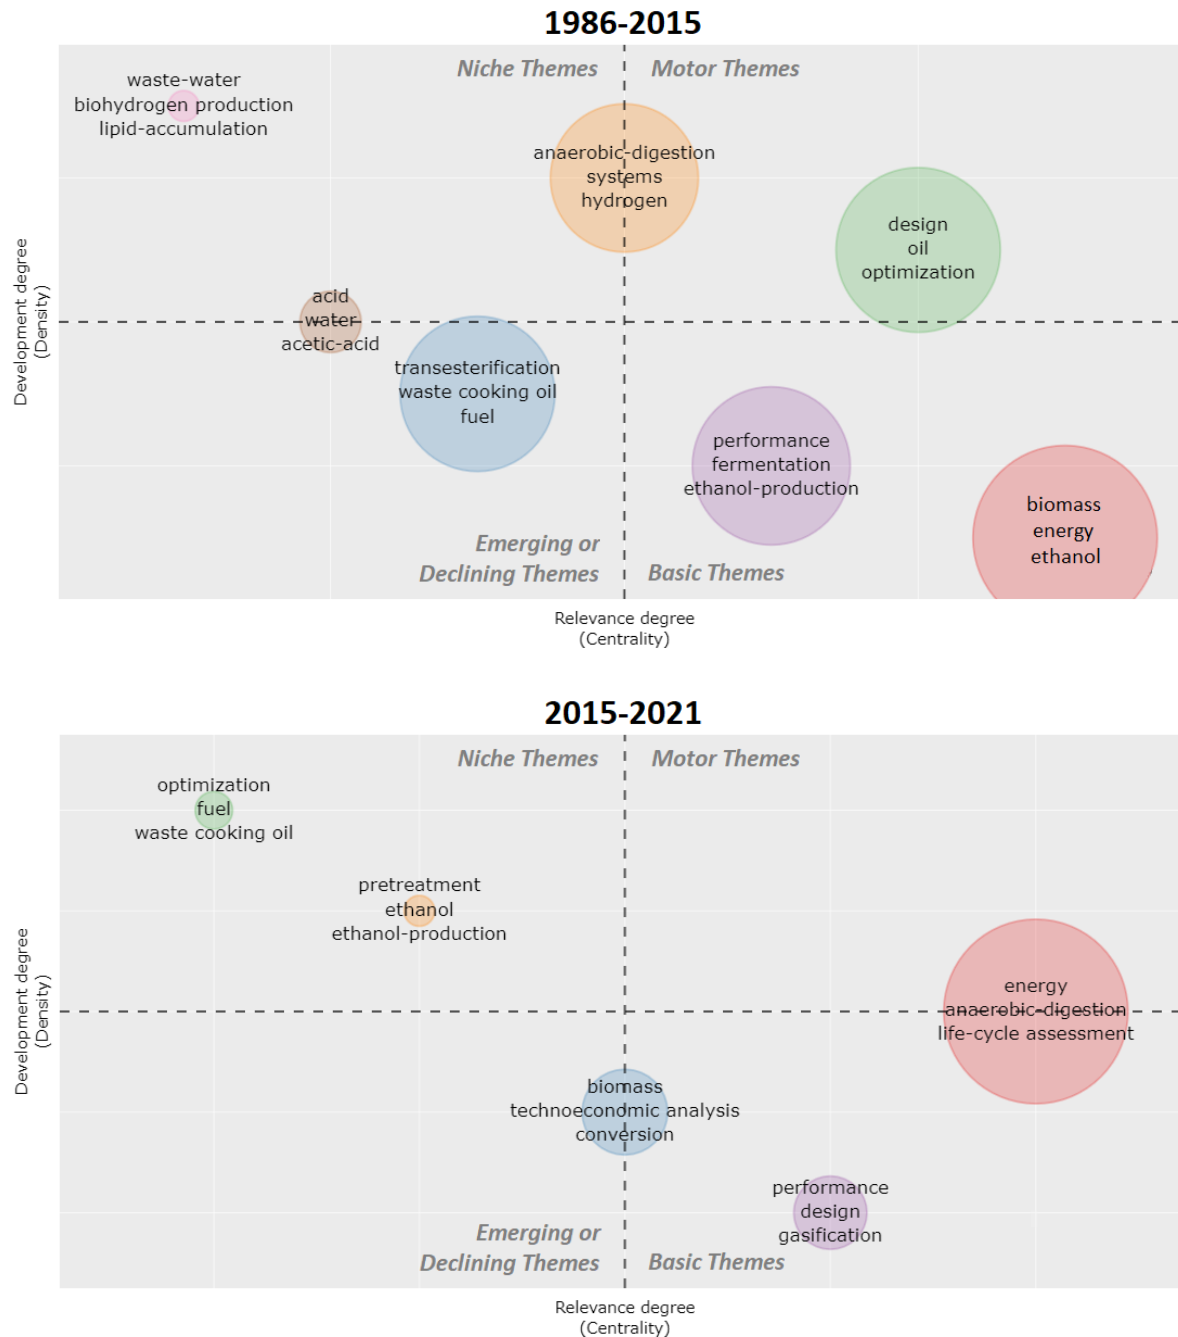 1986-2015
Niche Themes
Motor Themes
waste-water
biohydrogen production
lipid-accumulation
anaerobic-digestion
systems
hydrogen
design
oil
optimization
acid
water
acetic-acid
transesterification
waste cooking oil
fuel
performance
fermentation
ethanol-production
biomass
energy
ethanol
Emerging or
Declining Themes
Basic Themes
Development degree
(Density)
Relevance degree
(Centrality)
2015-2021
Niche Themes
Motor Themes
optimization
fuel
waste cooking oil
pretreatment
ethanol
ethanol-production
energy
anaerobic-digestion
life-cycle assessment
biomass
technoeconomic analysis
conversion
performance
design
gasification
Emerging or
Declining Themes
Basic Themes
Development degree
(Density)
Relevance degree
(Centrality)